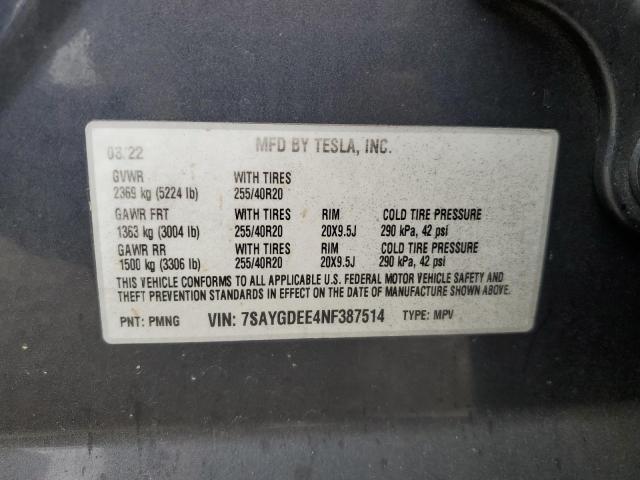 03/22 MFD BY TESLA, INC.
GVWR WITH TIRES
2369 kg (5224 lb) 255/40R20
GAWR FRT WITH TIRES RIM COLD TIRE PRESSURE
1363 kg (3004 lb) 255/40R20 20X9.5J 290 kPa, 42 psi
GAWR RR WITH TIRES RIM COLD TIRE PRESSURE
1500 kg (3306 lb) 255/40R20 20X9.5J 290 kPa, 42 psi
THIS VEHICLE CONFORMS TO ALL APPLICABLE U.S. FEDERAL MOTOR VEHICLE SAFETY AND
THEFT PREVENTION STANDARDS IN EFFECT ON THE DATE OF MANUFACTURE SHOWN ABOVE.
PNT: PMNG VIN: 7SAYGDEE4NF387514 TYPE: MPV